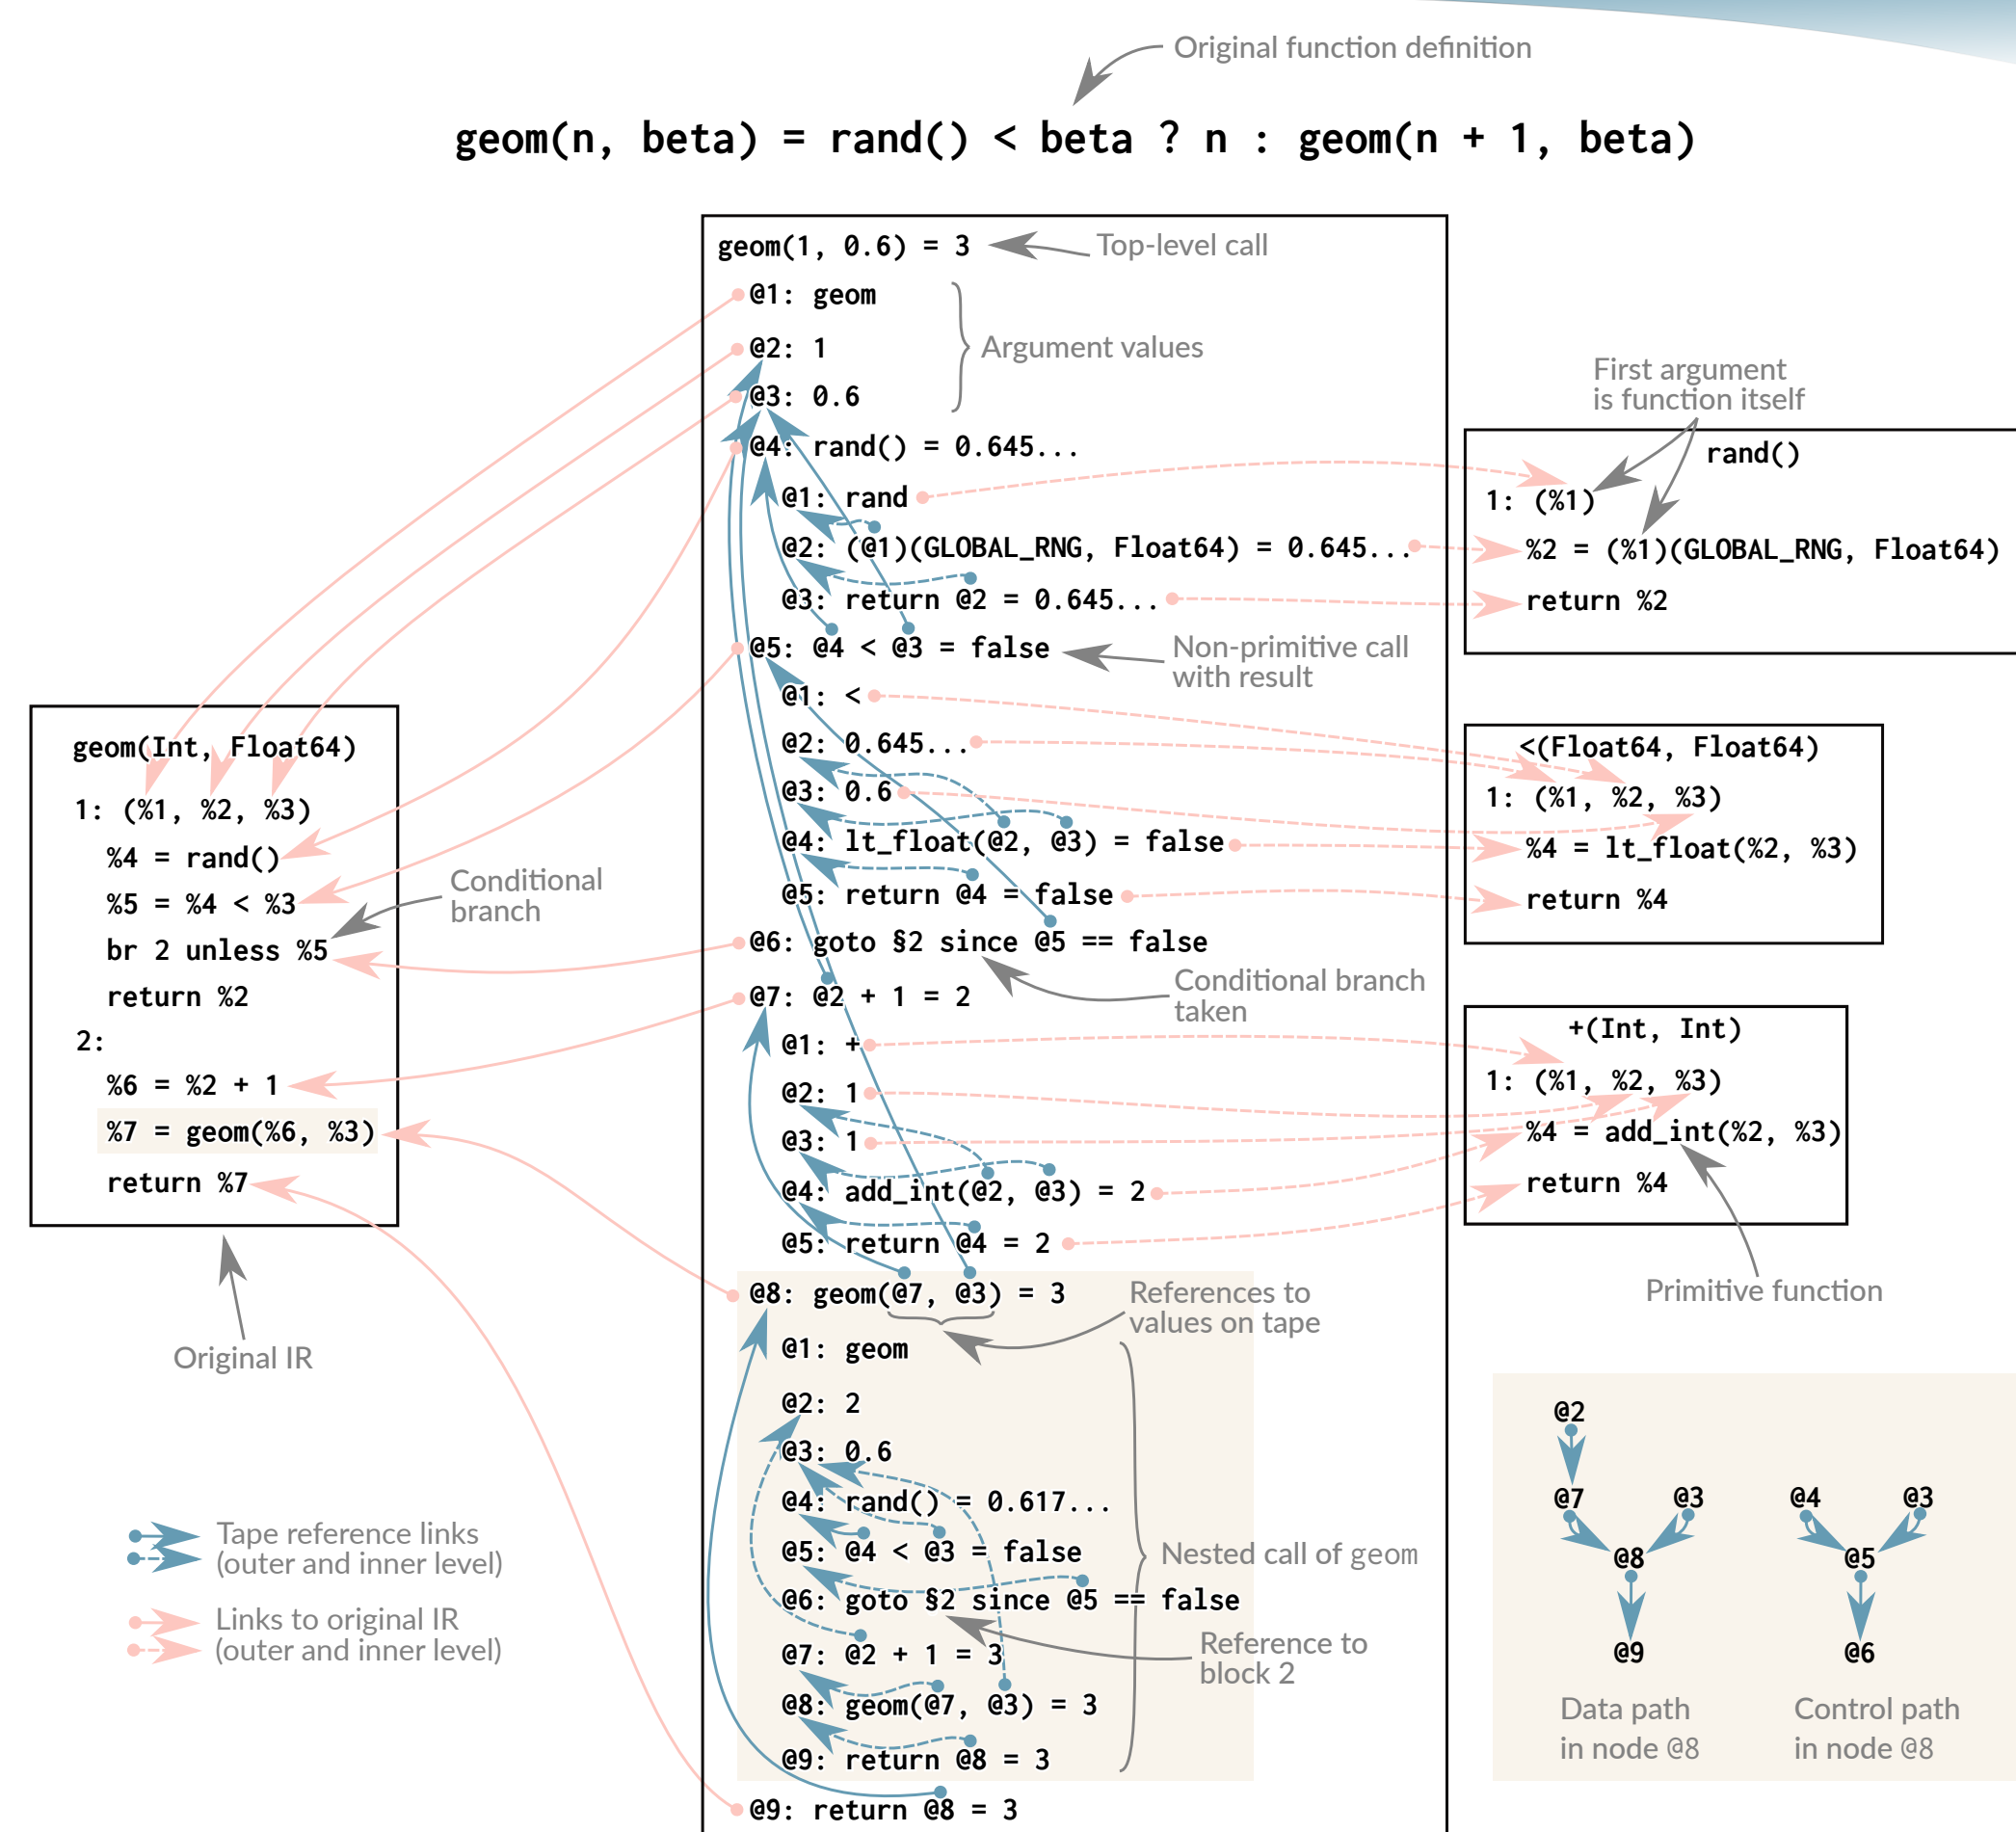 Original function definition
geom(n, beta) = rand() < beta ? n : geom(n + 1, beta)
geom(1, 0.6) = 3
Top-level call
@1: geom
@2: 1
@3: 0.6
Argument values
@4: rand() = 0.645...
@1: rand
@2: (@1)(GLOBAL_RNG, Float64) = 0.645...
@3: return @2 = 0.645...
@5: @4 < @3 = false
Non-primitive call
with result
@1: <
@2: 0.645...
@3: 0.6
@4: lt_float(@2, @3) = false
@5: return @4 = false
@6: goto §2 since @5 == false
Conditional branch
taken
@7: @2 + 1 = 2
@1: +
@2: 1
@3: 1
@4: add_int(@2, @3) = 2
@5: return @4 = 2
@8: geom(@7, @3) = 3
References to
values on tape
@1: geom
@2: 2
@3: 0.6
@4: rand() = 0.617...
@5: @4 < @3 = false
@6: goto §2 since @5 == false
@7: @2 + 1 = 3
@8: geom(@7, @3) = 3
@9: return @8 = 3
Nested call of geom
Reference to
block 2
@9: return @8 = 3
geom(Int, Float64)
1: (%1, %2, %3)
%4 = rand()
%5 = %4 < %3
br 2 unless %5
return %2
2:
%6 = %2 + 1
%7 = geom(%6, %3)
return %7
Conditional
branch
Original IR
Tape reference links
(outer and inner level)
Links to original IR
(outer and inner level)
First argument
is function itself
rand()
1: (%1)
%2 = (%1)(GLOBAL_RNG, Float64)
return %2
<(Float64, Float64)
1: (%1, %2, %3)
%4 = lt_float(%2, %3)
return %4
+(Int, Int)
1: (%1, %2, %3)
%4 = add_int(%2, %3)
return %4
Primitive function
@2
@7 @3
@8
@9
Data path
in node @8
@4 @3
@5
@6
Control path
in node @8